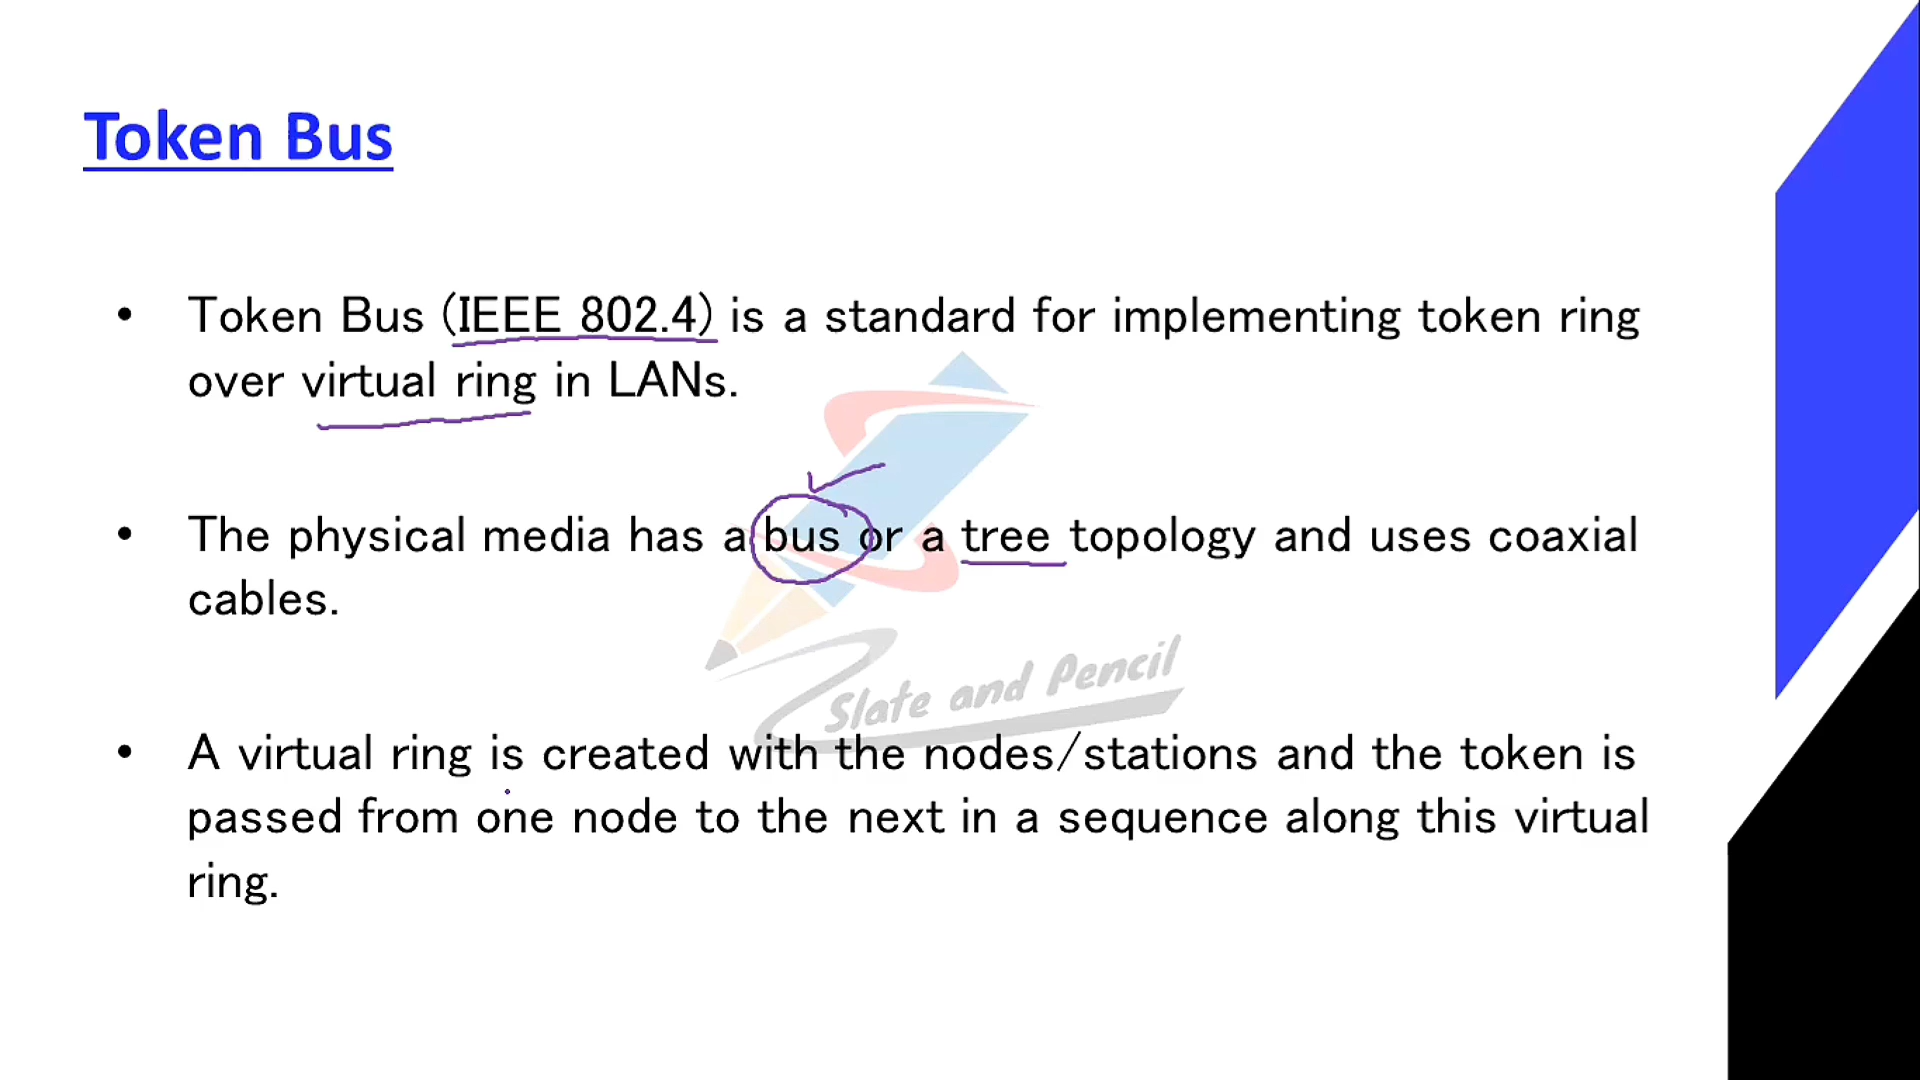 Token Bus
• Token Bus (IEEE 802.4) is a standard for implementing token ring
over virtual ring in LANs.
• The physical media has a bus or a tree topology and uses coaxial
cables.
Slate and Pencil
• A virtual ring is created with the nodes/stations and the token is
passed from one node to the next in a sequence along this virtual
ring.